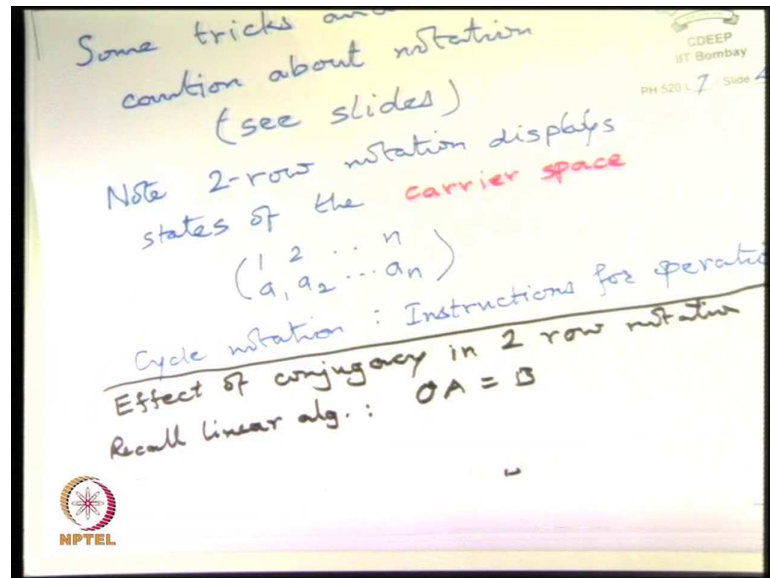 Some tricks and
caution about notation
(see slides)
CDEEP
IIT Bombay
PH 520 L 7 Slide 4
Note 2-row notation displays
states of the carrier space
( 1 2 .. n
a₁ a₂ ... aₙ )
Cycle notation : Instructions for operatio
Effect of conjugacy in 2 row notation
Recall linear alg. : OA = B
NPTEL